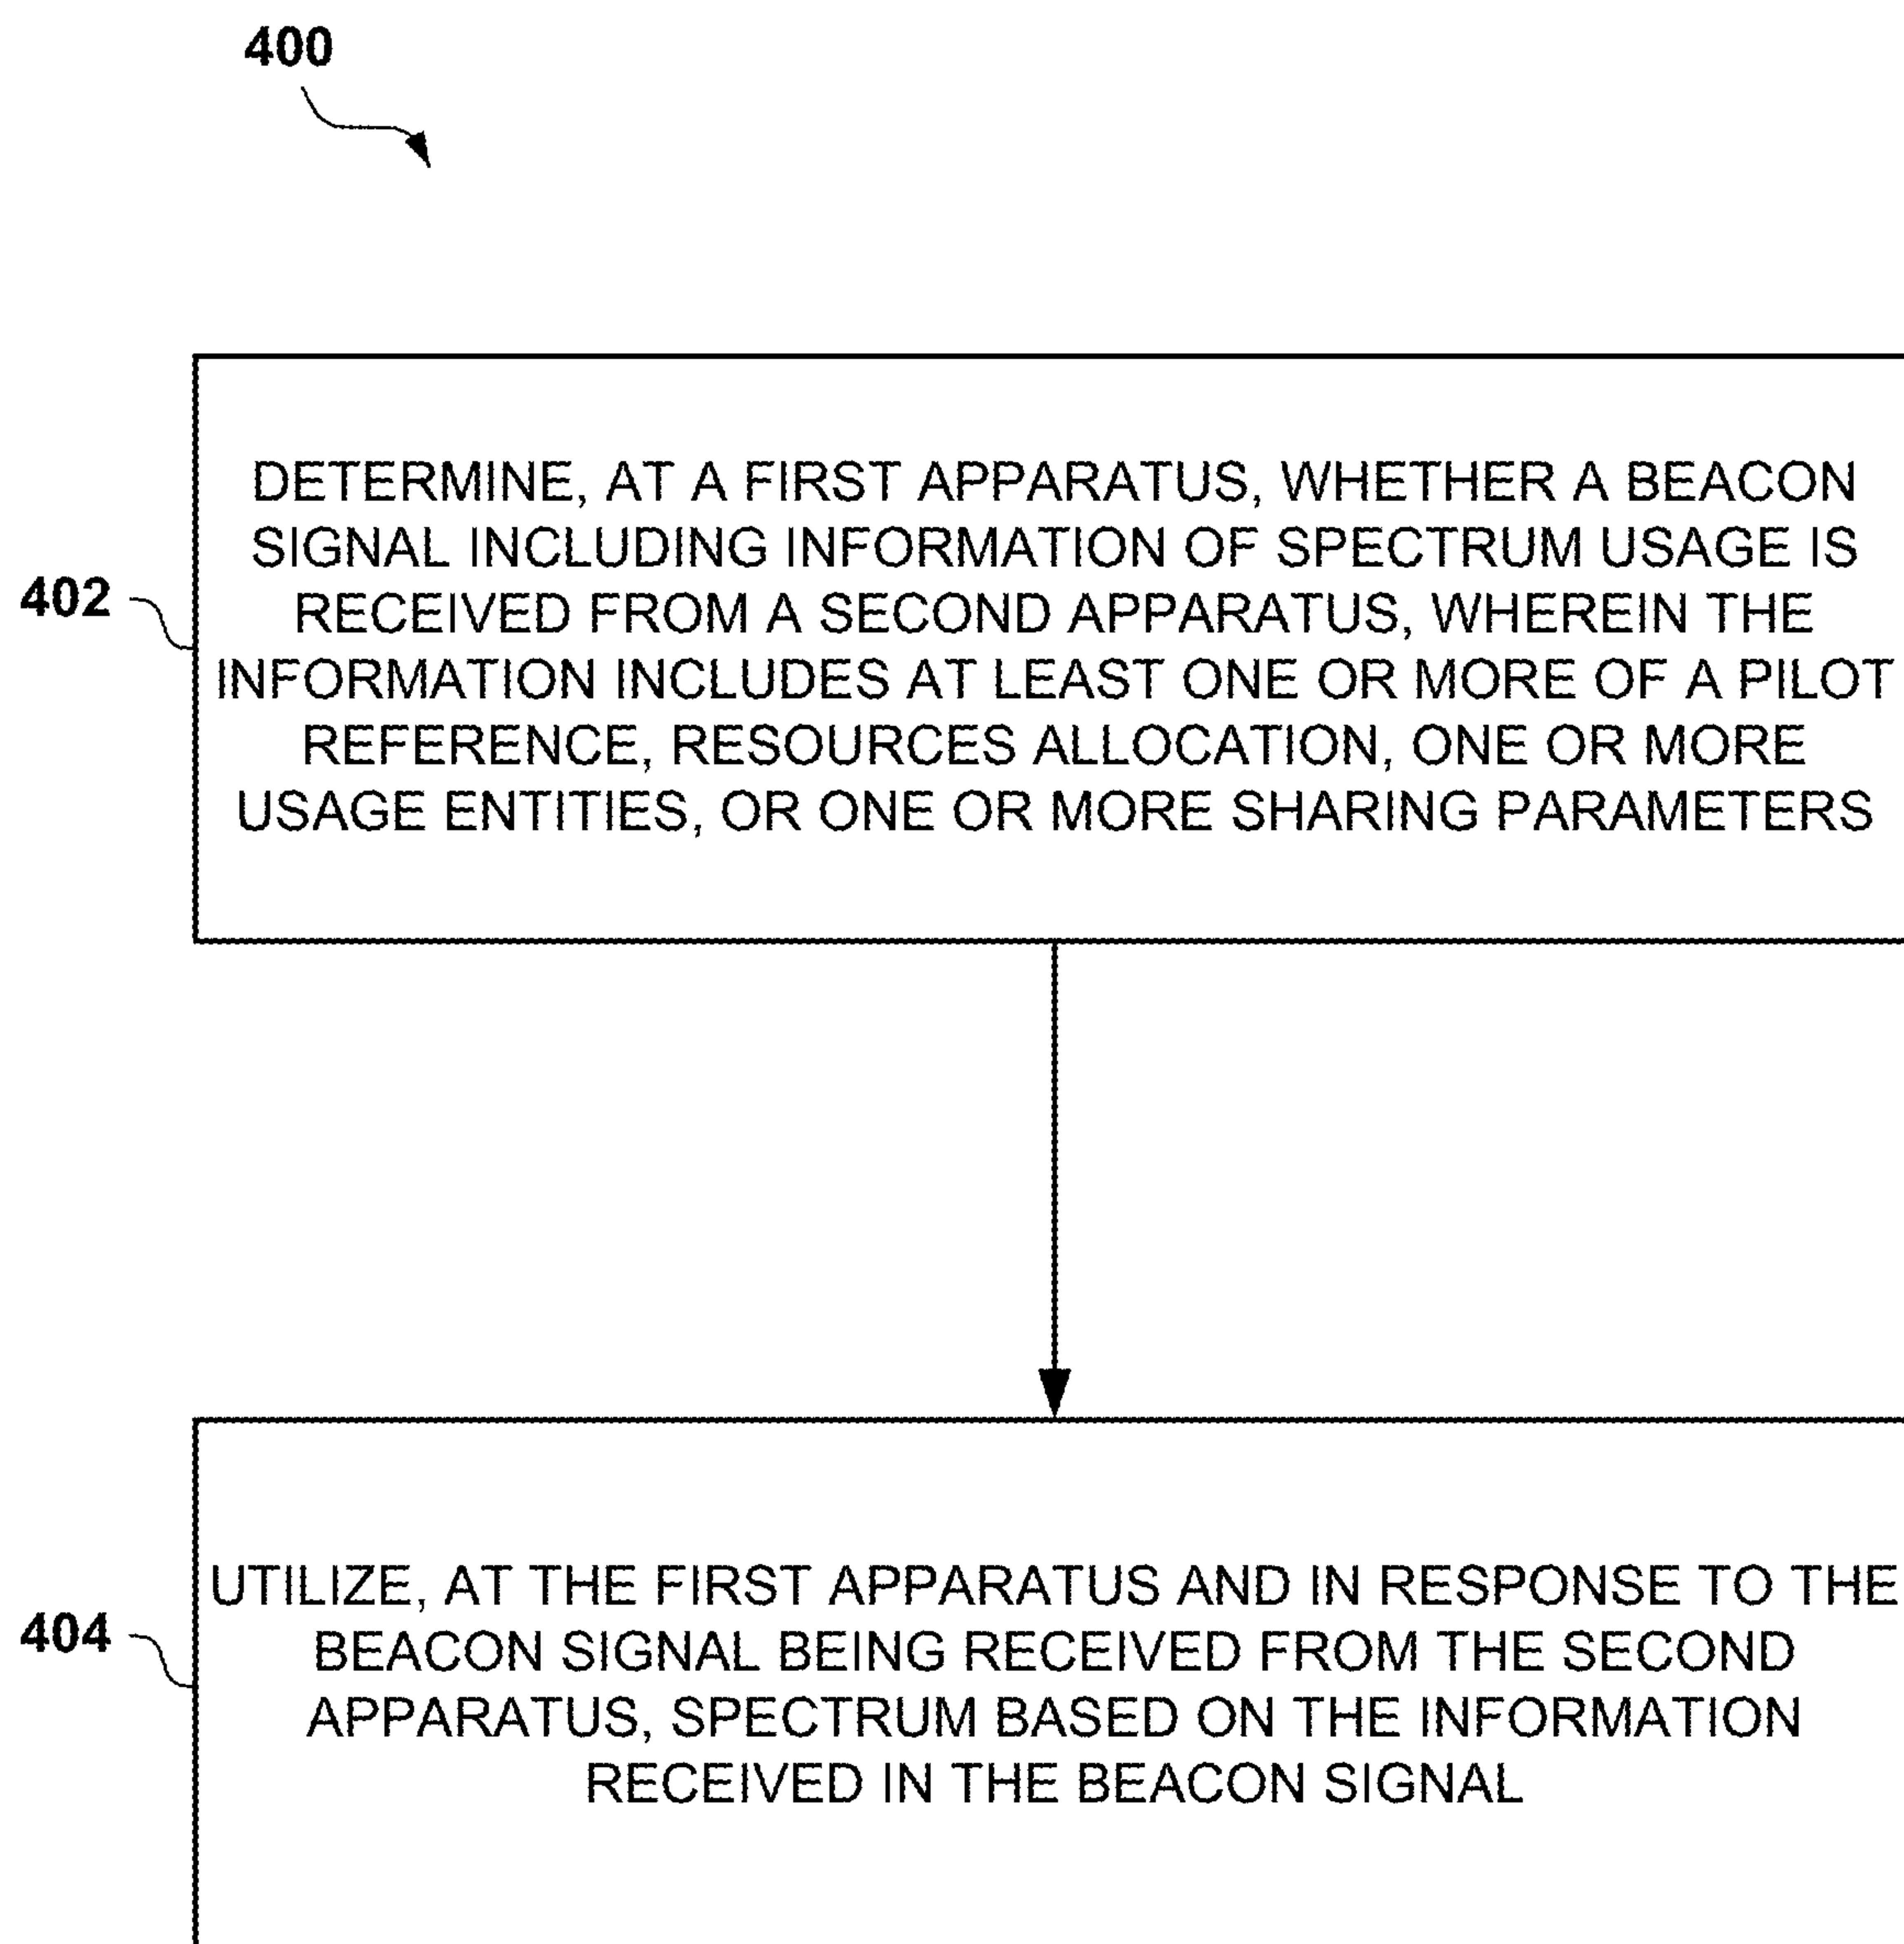 400
402
DETERMINE, AT A FIRST APPARATUS, WHETHER A BEACON
SIGNAL INCLUDING INFORMATION OF SPECTRUM USAGE IS
RECEIVED FROM A SECOND APPARATUS, WHEREIN THE
INFORMATION INCLUDES AT LEAST ONE OR MORE OF A PILOT
REFERENCE, RESOURCES ALLOCATION, ONE OR MORE
USAGE ENTITIES, OR ONE OR MORE SHARING PARAMETERS
404
UTILIZE, AT THE FIRST APPARATUS AND IN RESPONSE TO THE
BEACON SIGNAL BEING RECEIVED FROM THE SECOND
APPARATUS, SPECTRUM BASED ON THE INFORMATION
RECEIVED IN THE BEACON SIGNAL